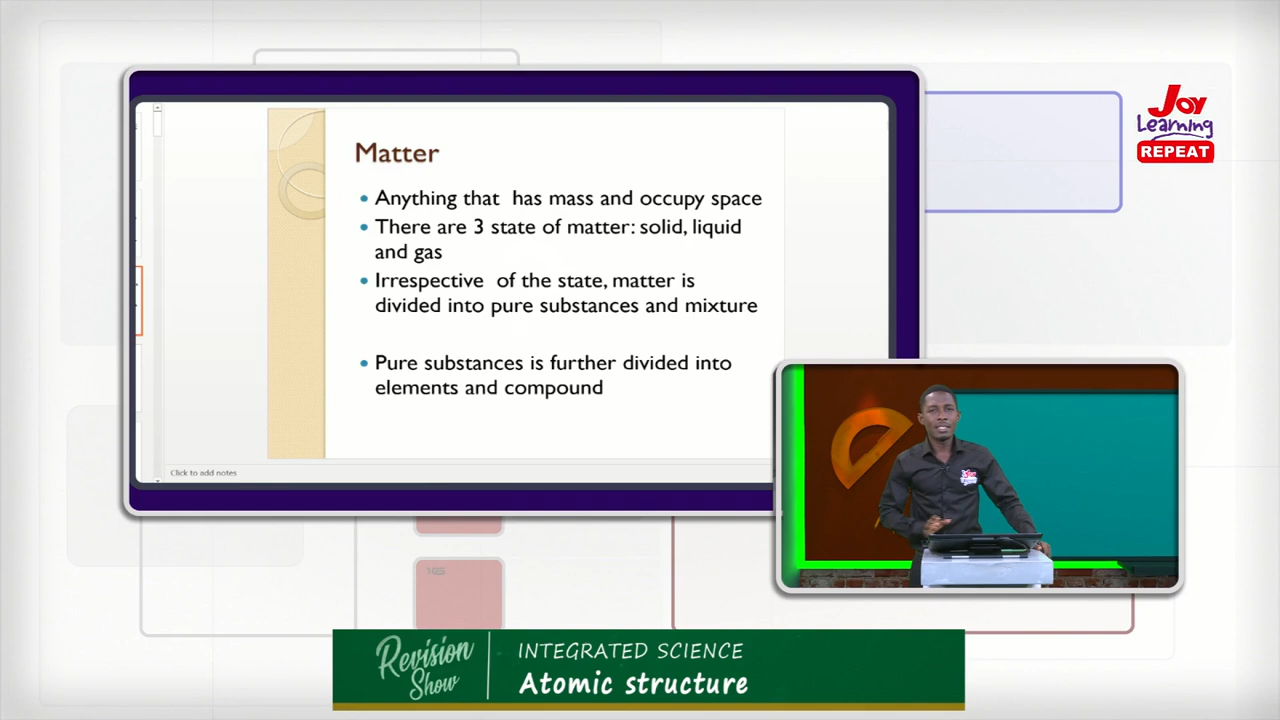 Matter
Anything that has mass and occupy space
There are 3 state of matter: solid, liquid
and gas
Irrespective of the state, matter is
divided into pure substances and mixture
Pure substances is further divided into
elements and compound
Click to add notes
Joy
Learning
REPEAT
Revision
Show
INTEGRATED SCIENCE
Atomic structure